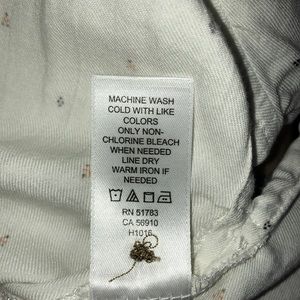 MACHINE WASH
COLD WITH LIKE
COLORS
ONLY NON-
CHLORINE BLEACH
WHEN NEEDED
LINE DRY
WARM IRON IF
NEEDED
RN 51783
CA 56910
H1016